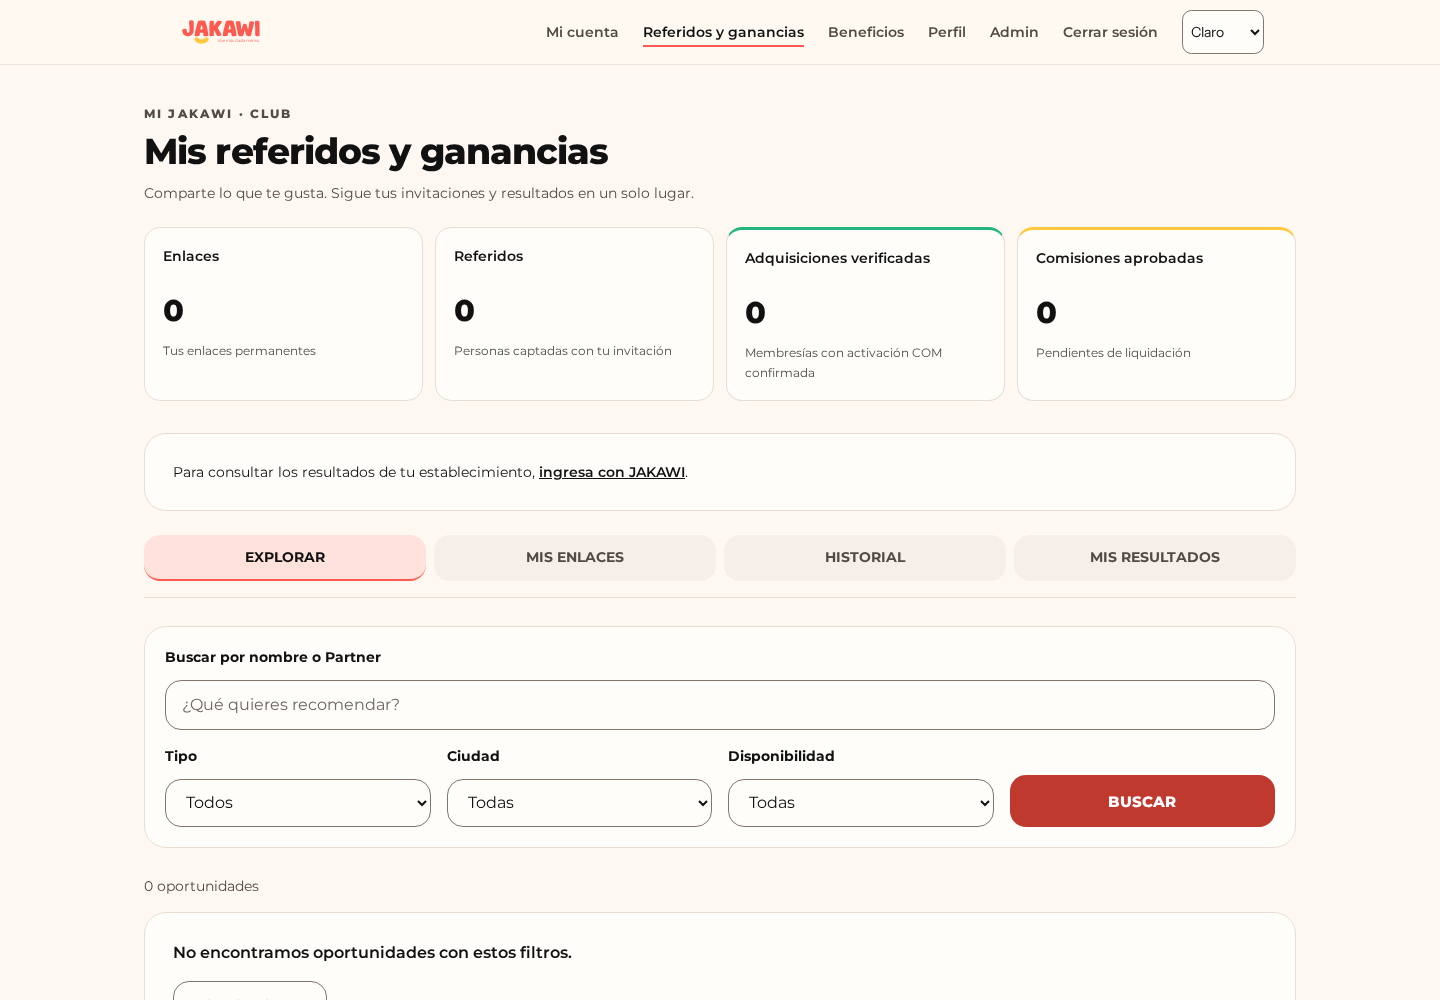 JAKAWI
Mi cuenta
Referidos y ganancias
Beneficios
Perfil
Admin
Cerrar sesión
Claro
MI JAKAWI · CLUB
Mis referidos y ganancias
Comparte lo que te gusta. Sigue tus invitaciones y resultados en un solo lugar.
Enlaces
0
Tus enlaces permanentes
Referidos
0
Personas captadas con tu invitación
Adquisiciones verificadas
0
Membresías con activación COM
confirmada
Comisiones aprobadas
0
Pendientes de liquidación
Para consultar los resultados de tu establecimiento, ingresa con JAKAWI.
EXPLORAR
MIS ENLACES
HISTORIAL
MIS RESULTADOS
Buscar por nombre o Partner
¿Qué quieres recomendar?
Tipo
Todos
Ciudad
Todas
Disponibilidad
Todas
BUSCAR
0 oportunidades
No encontramos oportunidades con estos filtros.